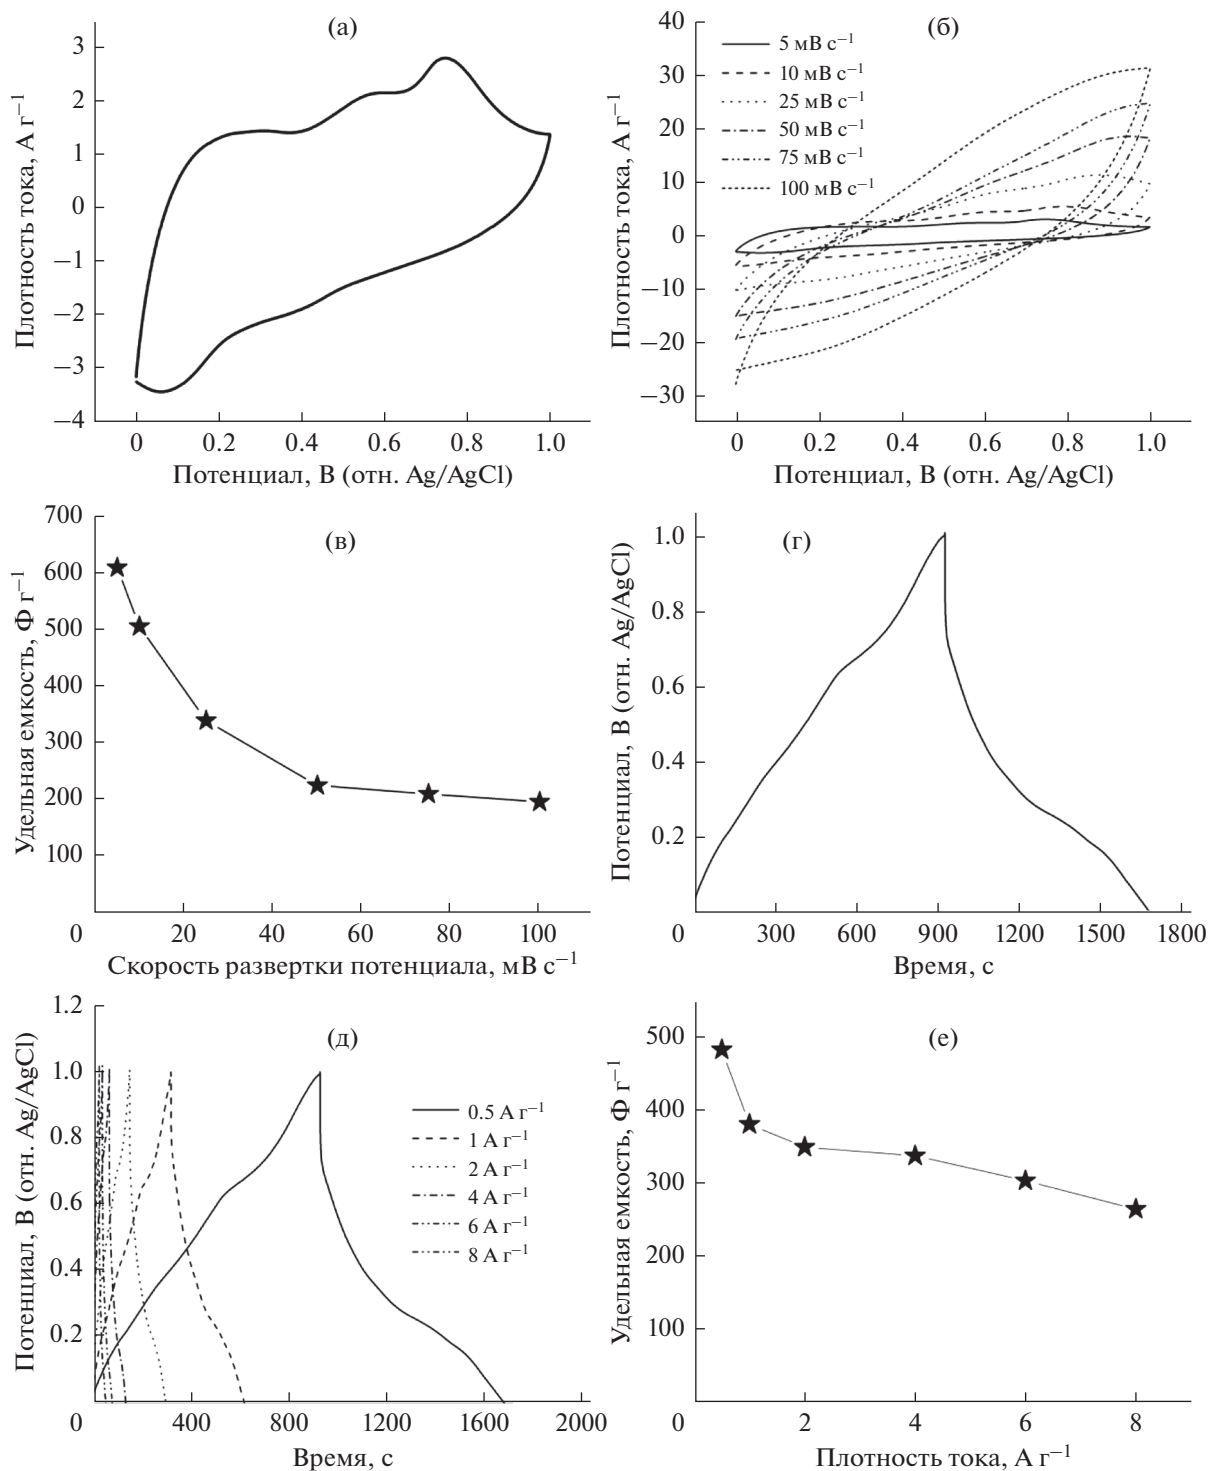 (а)
Плотность тока, А г⁻¹
3
2
1
0
−1
−2
−3
−4
0 0.2 0.4 0.6 0.8 1.0
Потенциал, В (отн. Ag/AgCl)
(б)
Плотность тока, А г⁻¹
40
30
20
10
0
−10
−20
−30
5 мВ с⁻¹
10 мВ с⁻¹
25 мВ с⁻¹
50 мВ с⁻¹
75 мВ с⁻¹
100 мВ с⁻¹
0 0.2 0.4 0.6 0.8 1.0
Потенциал, В (отн. Ag/AgCl)
(в)
Удельная емкость, Ф г⁻¹
700
600
500
400
300
200
100
0 20 40 60 80 100
Скорость развертки потенциала, мВ с⁻¹
(г)
Потенциал, В (отн. Ag/AgCl)
1.0
0.8
0.6
0.4
0.2
0 300 600 900 1200 1500 1800
Время, с
(д)
Потенциал, В (отн. Ag/AgCl)
1.2
1.0
0.8
0.6
0.4
0.2
0.5 А г⁻¹
1 А г⁻¹
2 А г⁻¹
4 А г⁻¹
6 А г⁻¹
8 А г⁻¹
0 400 800 1200 1600 2000
Время, с
(е)
Удельная емкость, Ф г⁻¹
500
400
300
200
100
0 2 4 6 8
Плотность тока, А г⁻¹